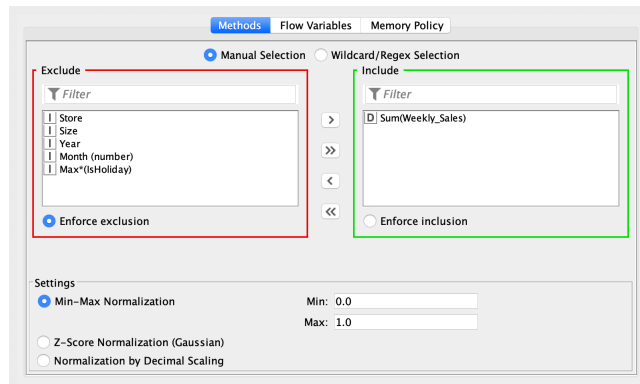 Methods Flow Variables Memory Policy
Manual Selection Wildcard/Regex Selection
Exclude
Filter
I Store
I Size
I Year
I Month (number)
I Max*(IsHoliday)
Enforce exclusion
>
>>
<
<<
Include
Filter
D Sum(Weekly_Sales)
Enforce inclusion
Settings
Min-Max Normalization Min: 0.0
Max: 1.0
Z-Score Normalization (Gaussian)
Normalization by Decimal Scaling